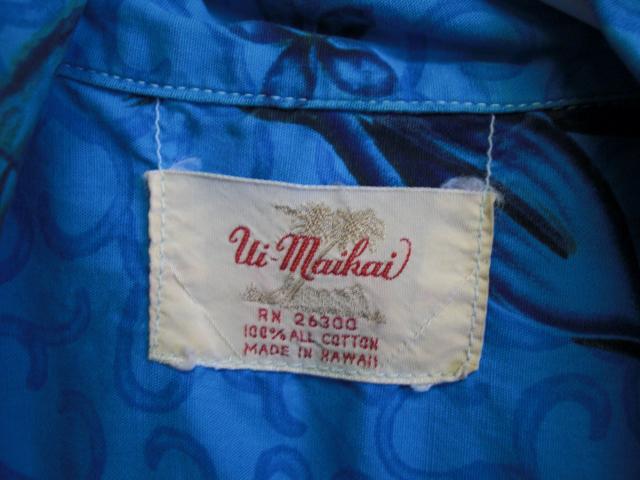 Ui-Maikai
RN 26300
100% ALL COTTON
MADE IN HAWAII